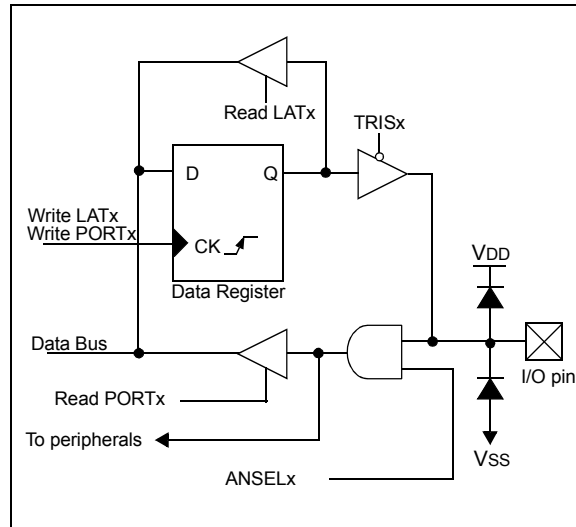 Read LATx
TRISx
D Q
Write LATx
Write PORTx
CK
Data Register
VDD
Data Bus
I/O pin
Read PORTx
To peripherals
VSS
ANSELx